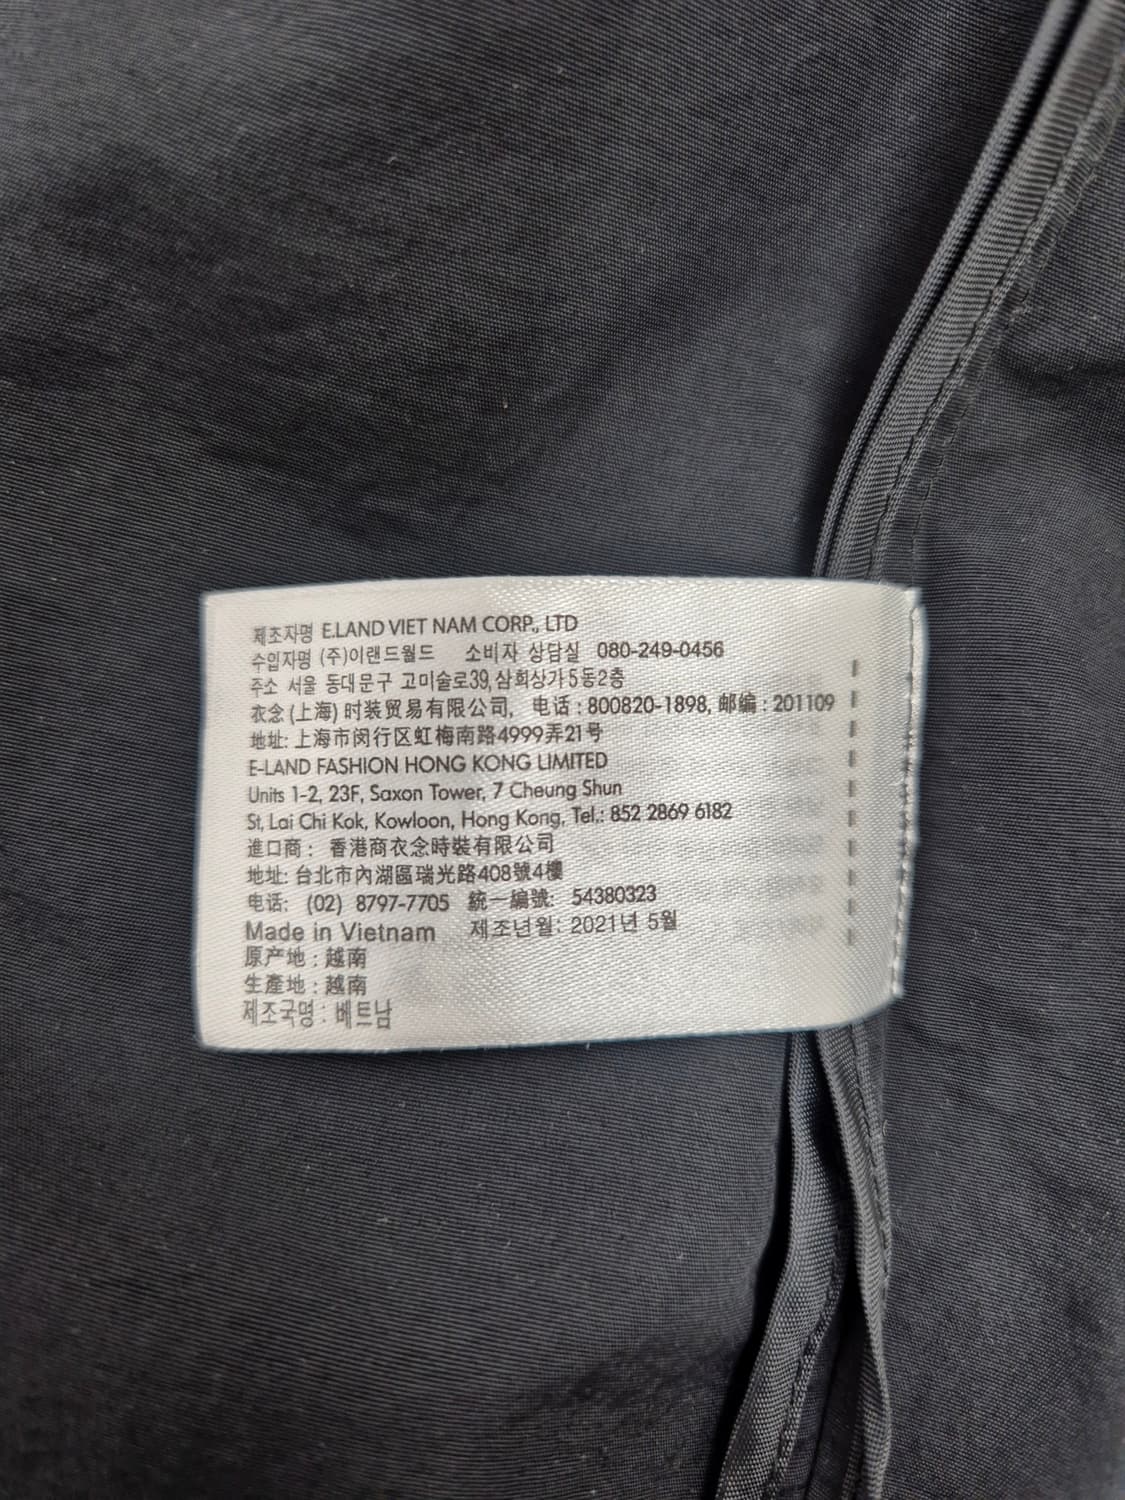 제조자명 E.LAND VIET NAM CORP., LTD
수입자명 (주)이랜드월드 소비자 상담실 080-249-0456
주소 서울 동대문구 고미술로39,삼희상가5동2층
衣念(上海)时装贸易有限公司, 电话:800820-1898, 邮编:201109
地址:上海市闵行区虹梅南路4999弄21号
E-LAND FASHION HONG KONG LIMITED
Units 1-2, 23F, Saxon Tower, 7 Cheung Shun
St, Lai Chi Kok, Kowloon, Hong Kong, Tel.: 852 2869 6182
進口商: 香港商衣念時裝有限公司
地址:台北市內湖區瑞光路408號4樓
电话: (02) 8797-7705 統一編號: 54380323
Made in Vietnam 제조년월: 2021년 5월
原产地:越南
生產地:越南
제조국명:베트남